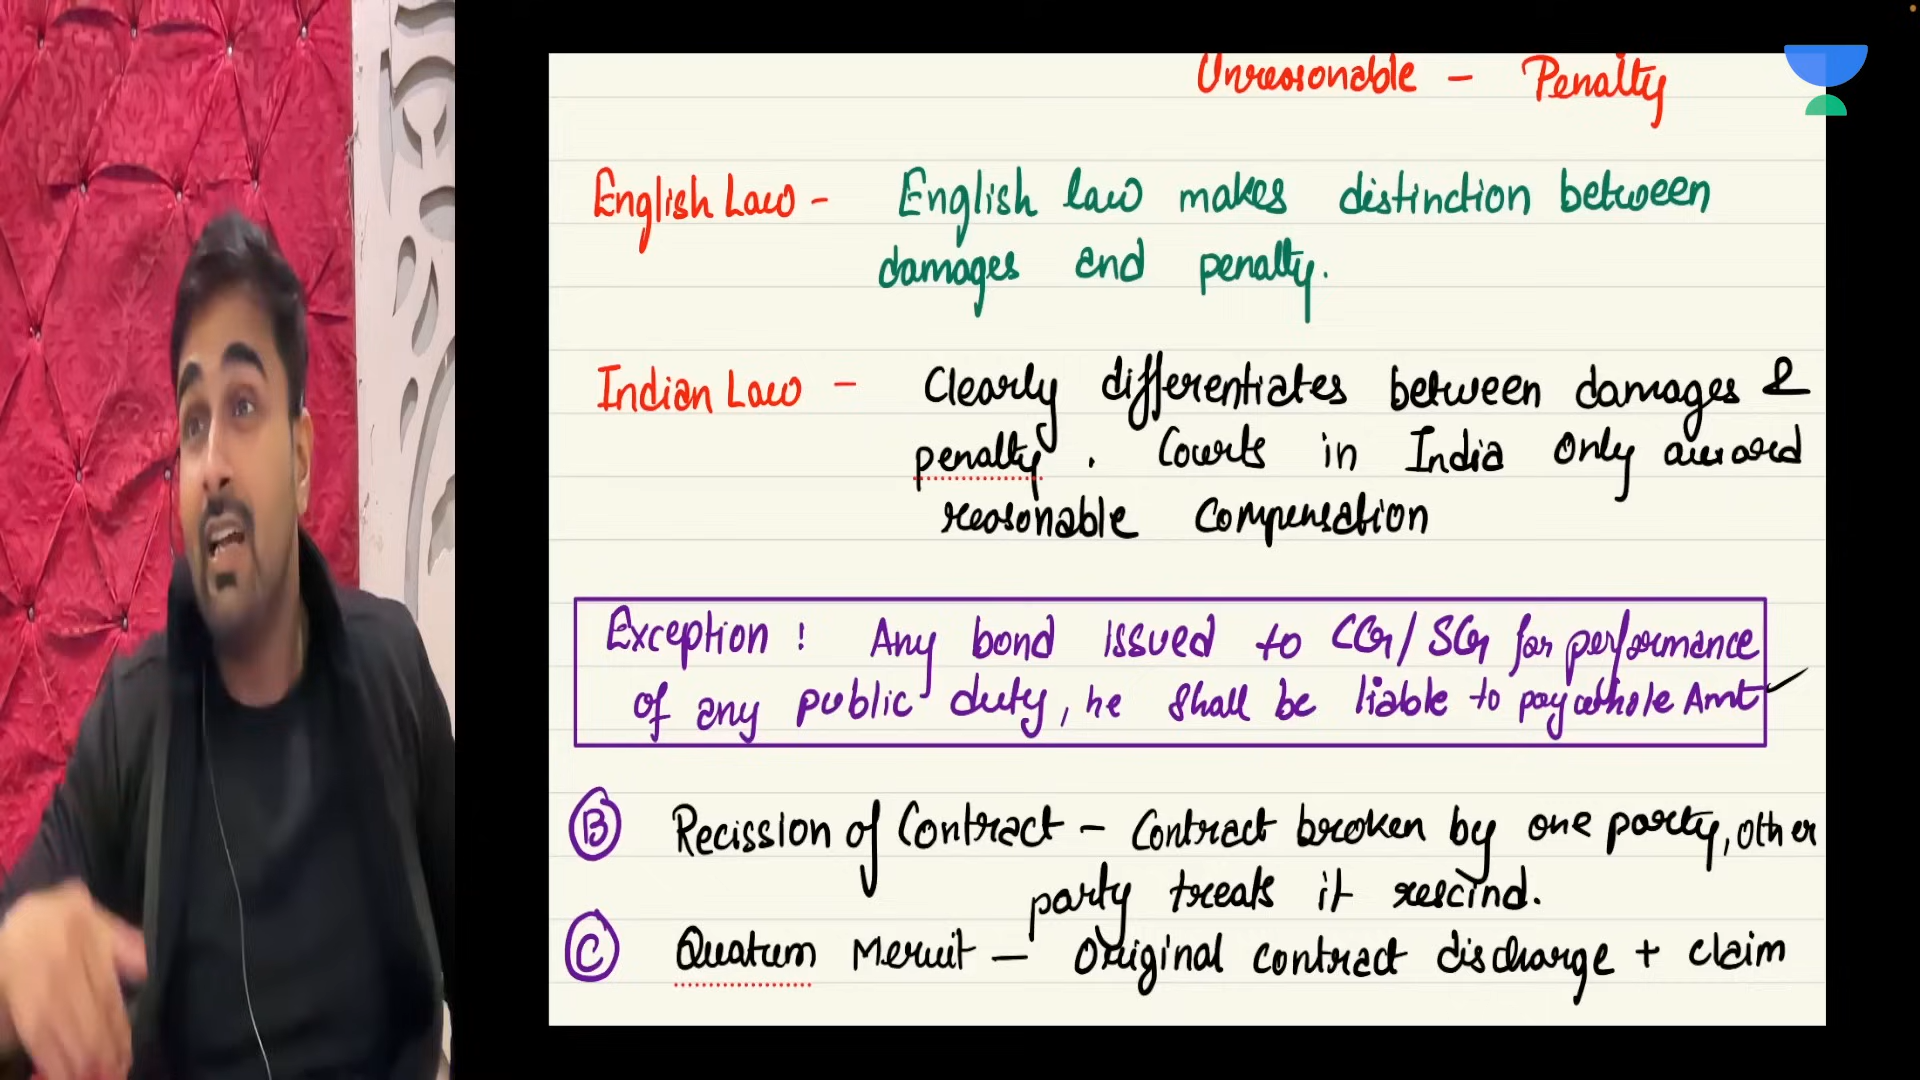 Unreasonable - Penalty
English Law - English law makes distinction between
damages and penalty.
Indian Law - Clearly differentiates between damages &
penalty. Courts in India only award
reasonable compensation
Exception: Any bond issued to CG/SG for performance
of any public duty, he shall be liable to pay whole Amt
B Recission of Contract - Contract broken by one party, other
party treats it rescind.
C Quatum Meruit - Original contract discharge + claim